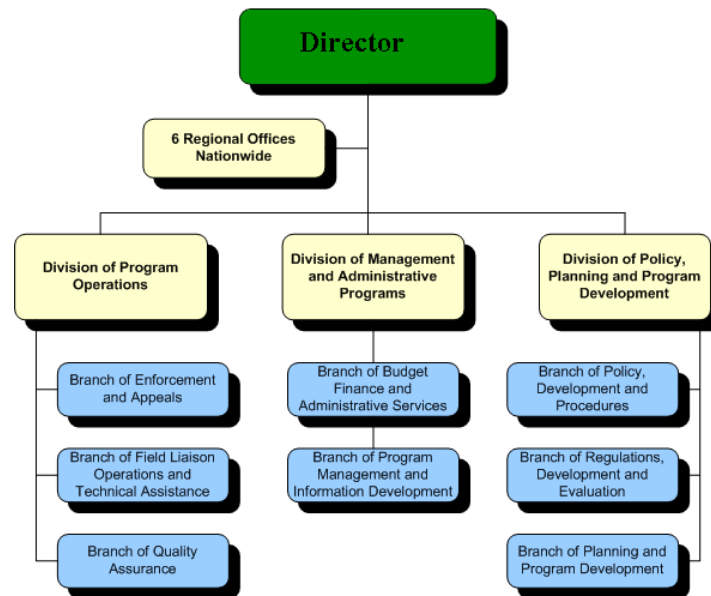 Director
6 Regional Offices
Nationwide
Division of Program
Operations
Division of Management
and Administrative
Programs
Division of Policy,
Planning and Program
Development
Branch of Enforcement
and Appeals
Branch of Field Liaison
Operations and
Technical Assistance
Branch of Quality
Assurance
Branch of Budget
Finance and
Administrative Services
Branch of Program
Management and
Information Development
Branch of Policy,
Development and
Procedures
Branch of Regulations,
Development and
Evaluation
Branch of Planning and
Program Development